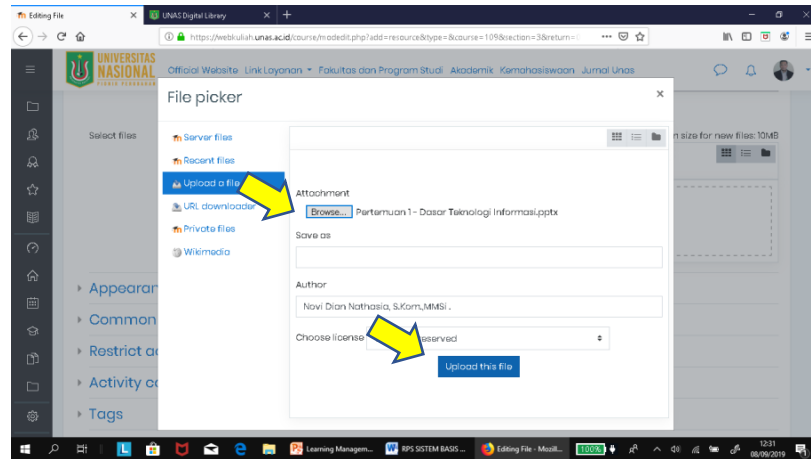 Editing File
UNAS Digital Library
https://webkuliah.unas.ac.id/course/modedit.php?add=resource&type=&course=109&section=3&return=
UNIVERSITAS
NASIONAL
Official Website Link Layanan Fakultas dan Program Studi Akademik Kemahasiswaan Jurnal Unas
File picker
Select files
n size for new files: 10MB
Server files
Recent files
Upload a file
URL downloader
Private files
Wikimedia
Attachment
Browse... Pertemuan 1 - Dasar Teknologi Informasi.pptx
Save as
Author
Novi Dian Nathasia, S.Kom,MMSi .
Choose license
eserved
Upload this file
Appearan
Common
Restrict ac
Activity co
Tags
Learning Managem...
RPS SISTEM BASIS ...
Editing File - Mozill...
100%
12:31
08/09/2019